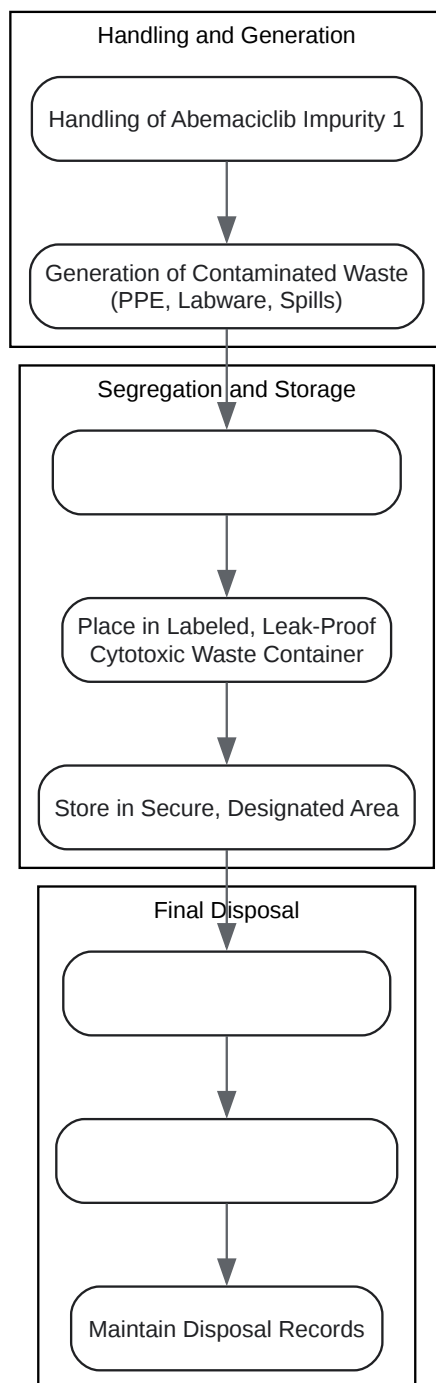 Handling and Generation
Handling of Abemaciclib Impurity 1
Generation of Contaminated Waste
(PPE, Labware, Spills)
Segregation and Storage
Place in Labeled, Leak-Proof
Cytotoxic Waste Container
Store in Secure, Designated Area
Final Disposal
Maintain Disposal Records